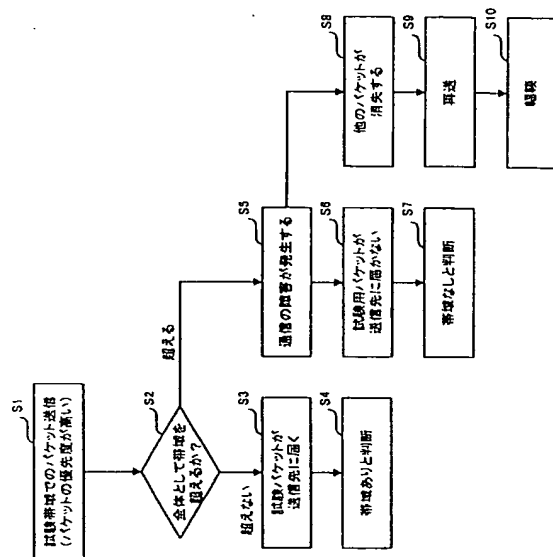 S1
試験帯域でのパケット送信
(パケットの優先度が高い)
S2
全体として帯域を
超えるか?
超えない
超える
S3
試験パケットが
送信先に届く
S4
帯域ありと判断
S5
通信の障害が発生する
S6
試験用パケットが
送信先に届かない
S7
帯域なしと判断
S8
他のパケットが
消失する
S9
再送
S10
輻輳